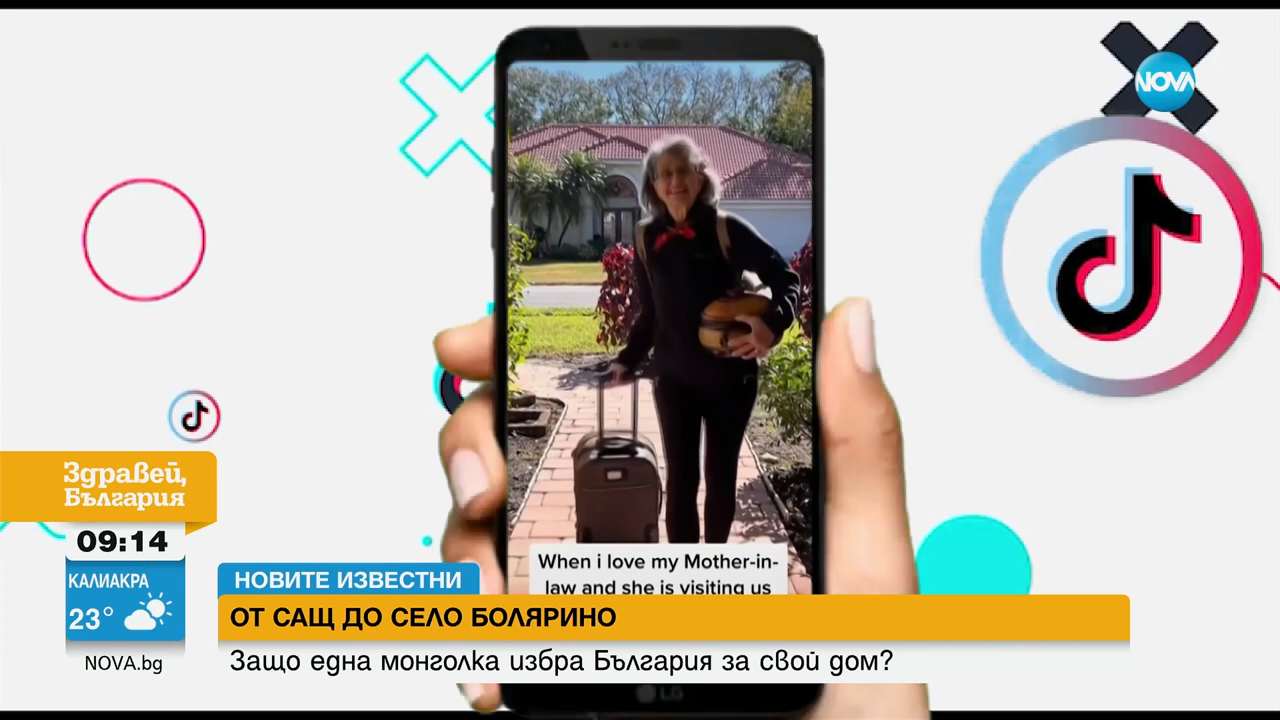 NOVA
When i love my Mother-in-
law and she is visiting us
Здравей,
България
09:14
КАЛИАКРА
23°
NOVA.bg
НОВИТЕ ИЗВЕСТНИ
ОТ САЩ ДО СЕЛО БОЛЯРИНО
Защо една монголка избра България за свой дом?
LG